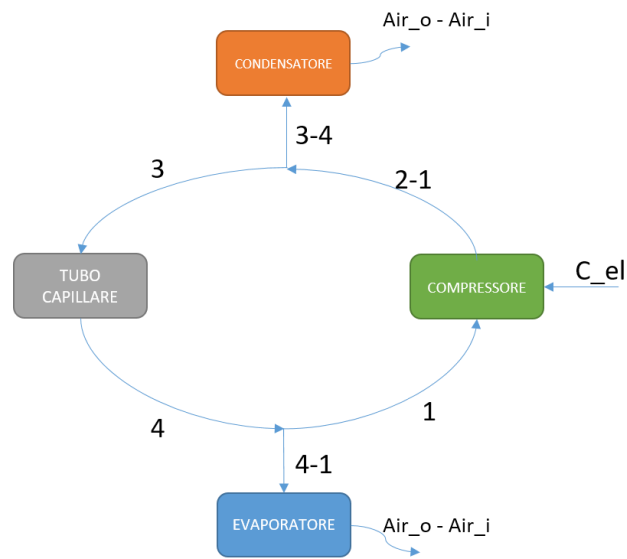 Air_o - Air_i
CONDENSATORE
3-4
3
2-1
TUBO
CAPILLARE
C_el
COMPRESSORE
4
1
4-1
EVAPORATORE
Air_o - Air_i